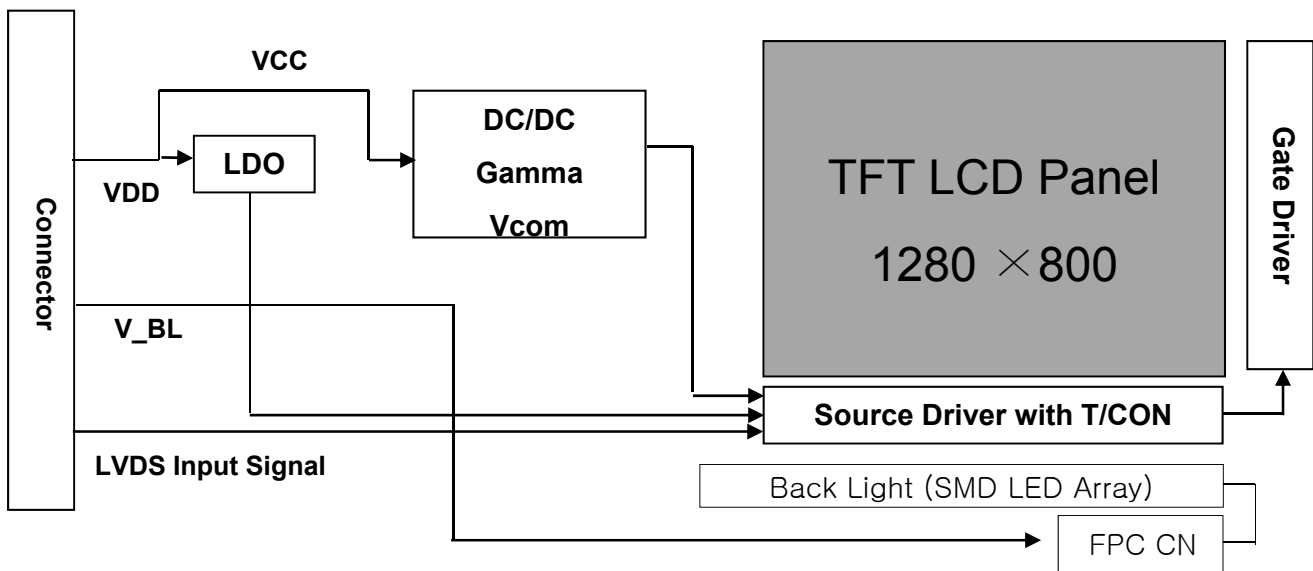 Connector
VCC
VDD
LDO
DC/DC
Gamma
Vcom
TFT LCD Panel
1280 ×800
Gate Driver
V_BL
Source Driver with T/CON
LVDS Input Signal
Back Light (SMD LED Array)
FPC CN